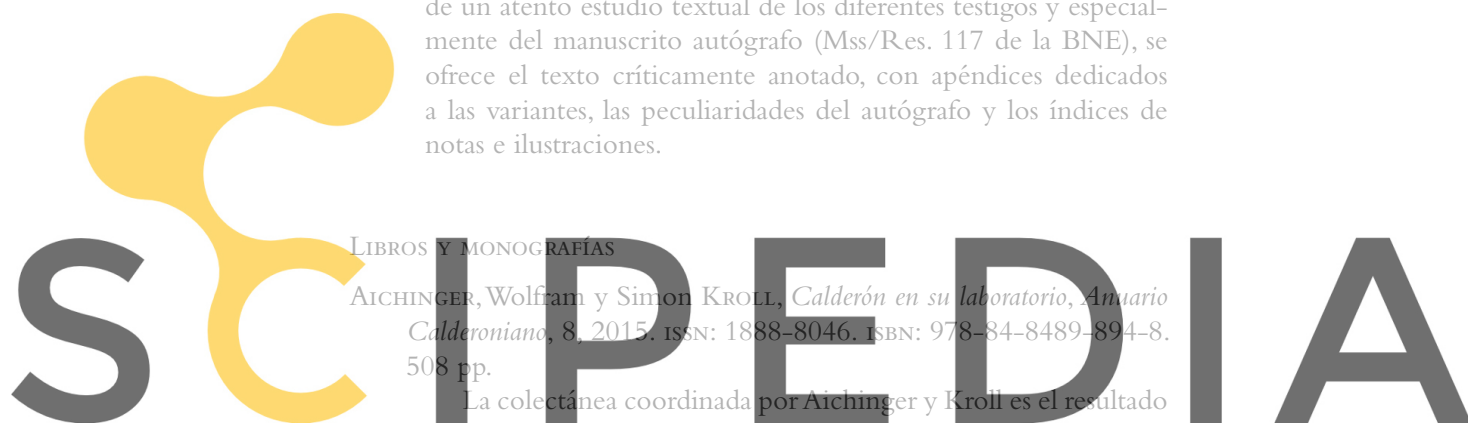 de un atento estudio textual de los diferentes testigos y especial-
mente del manuscrito autógrafo (Mss/Res. 117 de la BNE), se
ofrece el texto críticamente anotado, con apéndices dedicados
a las variantes, las peculiaridades del autógrafo y los índices de
notas e ilustraciones.
Libros y monografías
Aichinger, Wolfram y Simon Kroll, Calderón en su laboratorio, Anuario
Calderoniano, 8, 2015. issn: 1888-8046. isbn: 978-84-8489-894-8.
508 pp.
La colectánea coordinada por Aichinger y Kroll es el resultado
SCIPEDIA